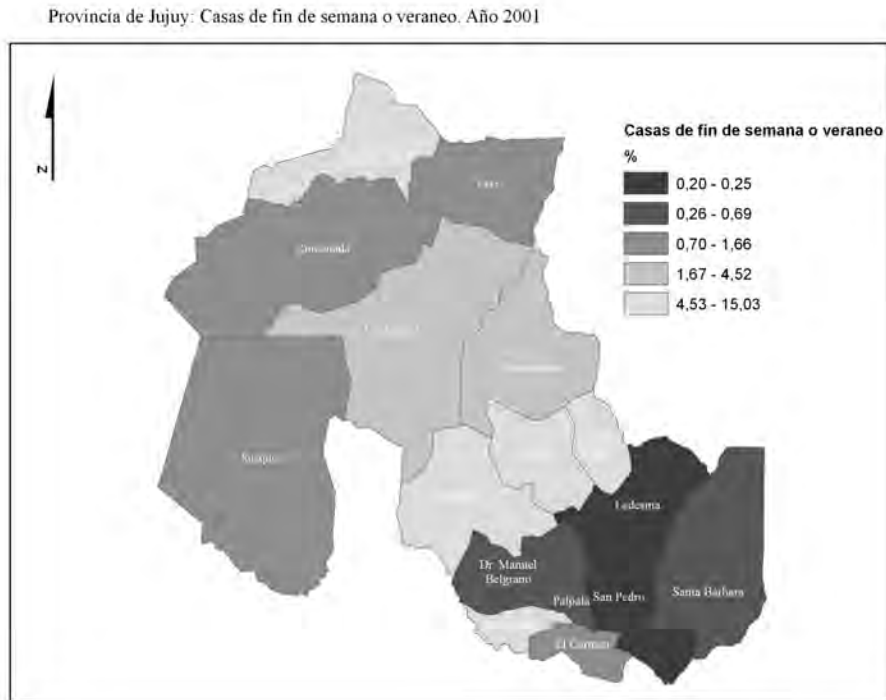 Provincia de Jujuy: Casas de fin de semana o veraneo. Año 2001
Casas de fin de semana o veraneo
%
0,20 - 0,25
0,26 - 0,69
0,70 - 1,66
1,67 - 4,52
4,53 - 15,03
N
Ledesma
Dr. Manuel
Belgrano
Palpala
San Pedro
Santa Bárbara
El Carmen